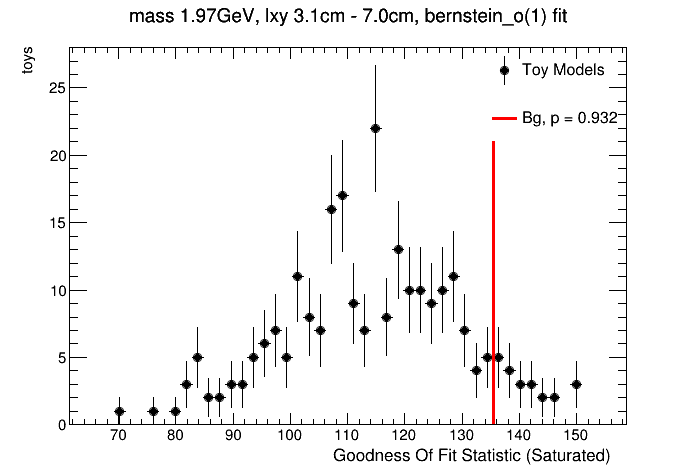 mass 1.97GeV, lxy 3.1cm - 7.0cm, bernstein_o(1) fit
toys
Toy Models
Bg, p = 0.932
25
20
15
10
5
0
70 80 90 100 110 120 130 140 150
Goodness Of Fit Statistic (Saturated)